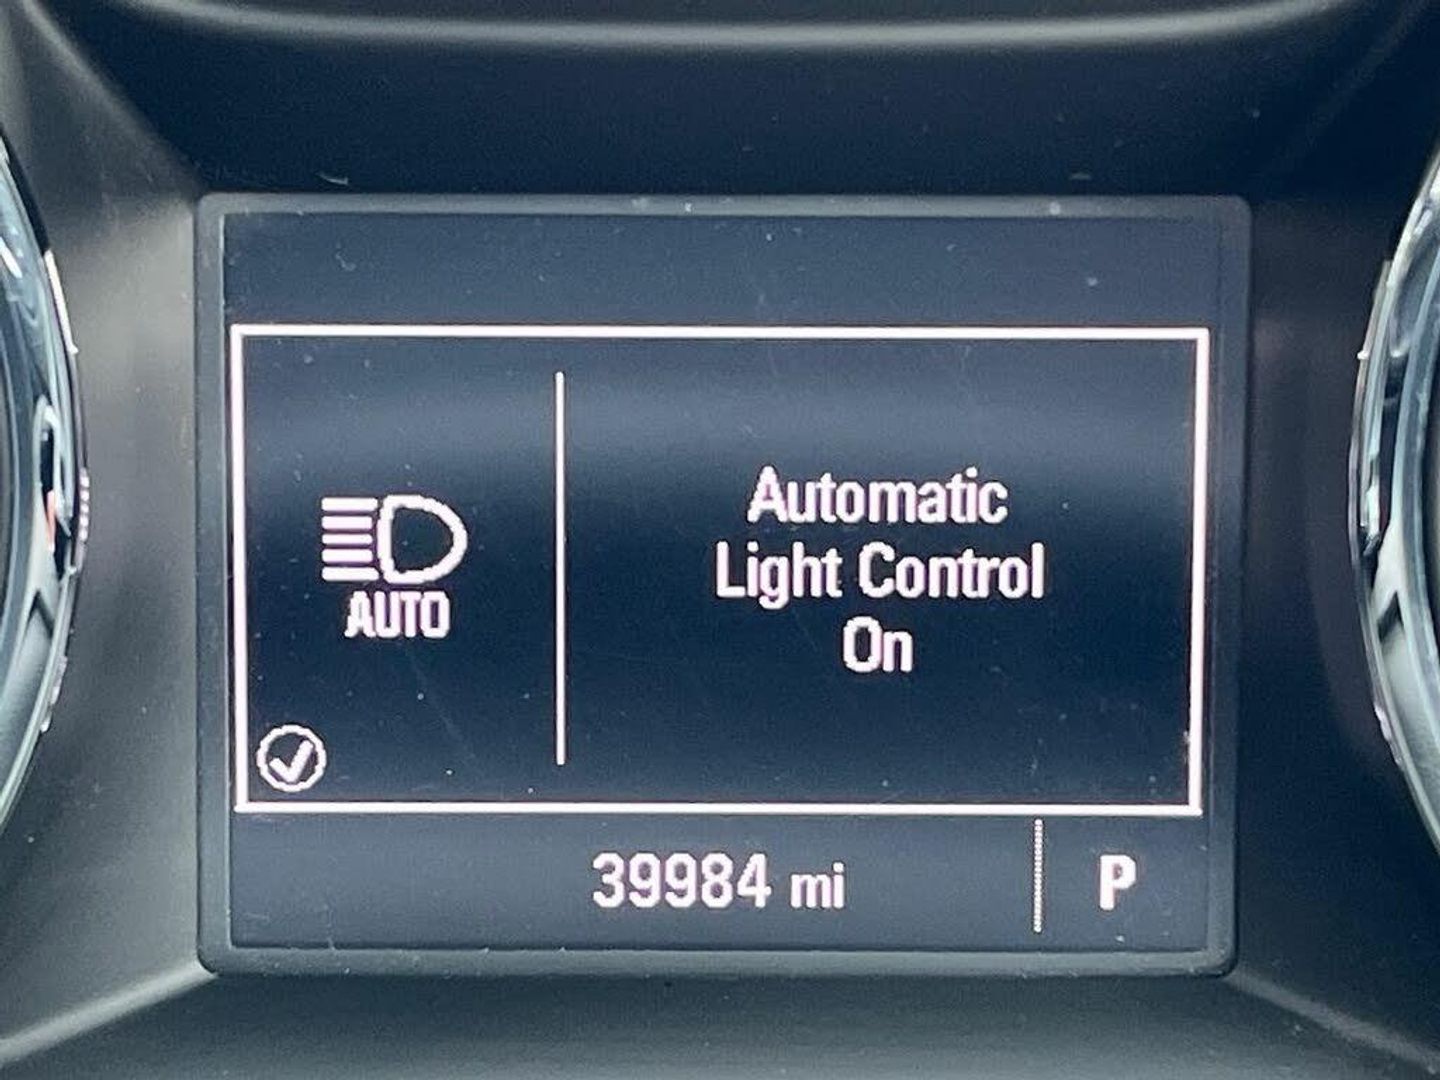 AUTO
Automatic
Light Control
On
39984 mi
P